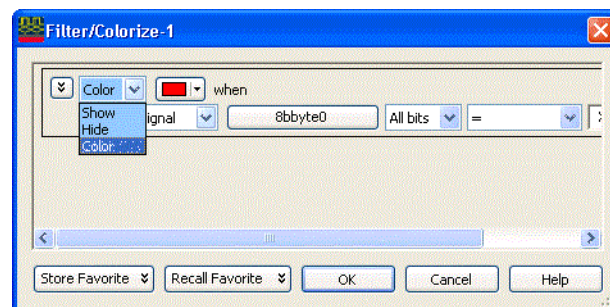 Filter/Colorize-1
Color when
Show
Hide
Color
ignal 8bbyte0 All bits =
Store Favorite Recall Favorite OK Cancel Help